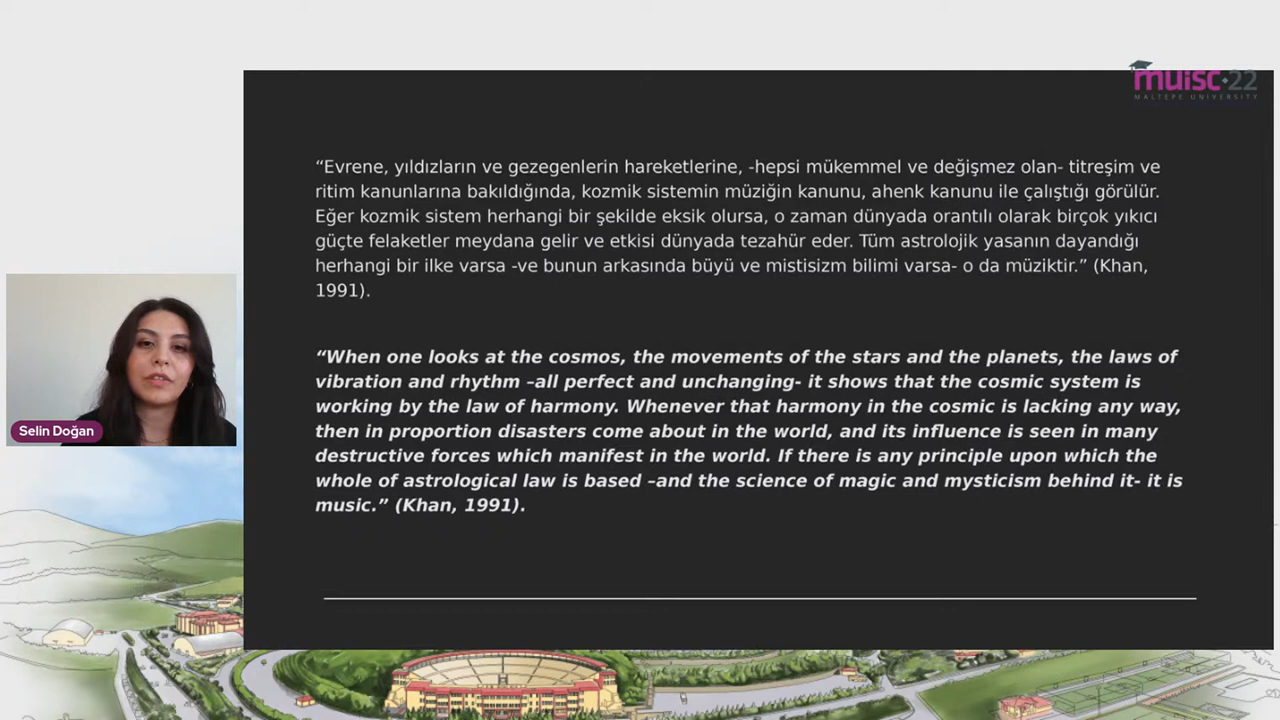 muisc·22
MALTEPE UNIVERSITY
“Evrene, yıldızların ve gezegenlerin hareketlerine, -hepsi mükemmel ve değişmez olan- titreşim ve
ritim kanunlarına bakıldığında, kozmik sistemin müziğin kanunu, ahenk kanunu ile çalıştığı görülür.
Eğer kozmik sistem herhangi bir şekilde eksik olursa, o zaman dünyada orantılı olarak birçok yıkıcı
güçte felaketler meydana gelir ve etkisi dünyada tezahür eder. Tüm astrolojik yasanın dayandığı
herhangi bir ilke varsa -ve bunun arkasında büyü ve mistisizm bilimi varsa- o da müziktir.” (Khan,
1991).
“When one looks at the cosmos, the movements of the stars and the planets, the laws of
vibration and rhythm –all perfect and unchanging- it shows that the cosmic system is
working by the law of harmony. Whenever that harmony in the cosmic is lacking any way,
then in proportion disasters come about in the world, and its influence is seen in many
destructive forces which manifest in the world. If there is any principle upon which the
whole of astrological law is based –and the science of magic and mysticism behind it- it is
music.” (Khan, 1991).
Selin Doğan